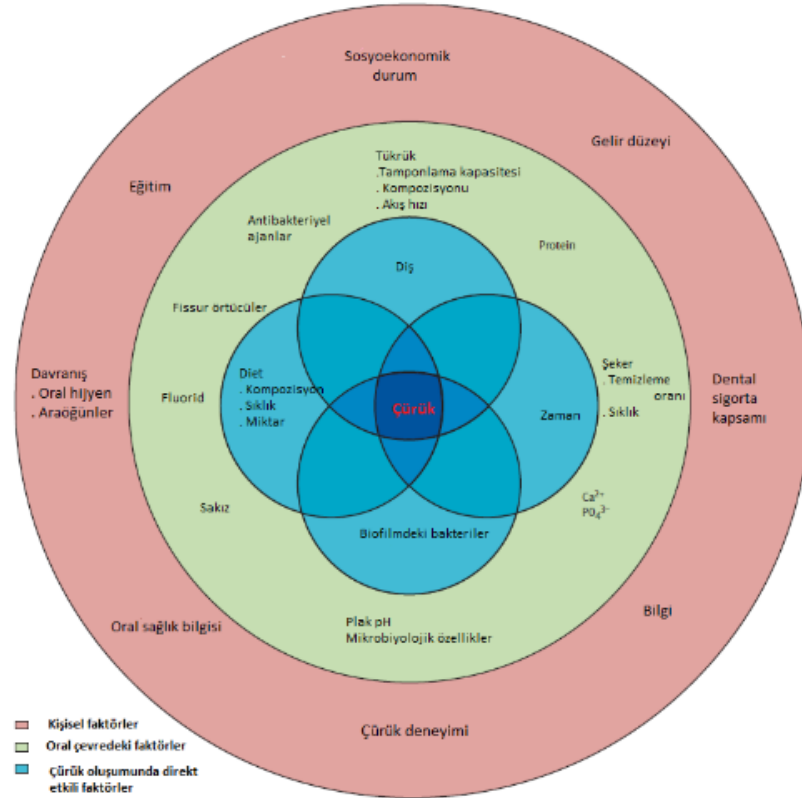 Sosyoekonomik
durum
Gelir düzeyi
Eğitim
Tükrük
.Tamponlama kapasitesi
. Kompozisyonu
. Akış hızı
Antibakteriyel
ajanlar
Protein
Diş
Fissur örtücüler
Davranış
. Oral hijyen
. Araöğünler
Fluorid
Diet
. Kompozisyon
. Sıklık
. Miktar
Çürük
Zaman
Şeker
. Temizleme
oranı
. Sıklık
Dental
sigorta
kapsamı
Sakız
Biofilmdeki bakteriler
Ca²⁺
PO₄³⁻
Oral sağlık bilgisi
Plak pH
Mikrobiyolojik özellikler
Bilgi
Çürük deneyimi
Kişisel faktörler
Oral çevredeki faktörler
Çürük oluşumunda direkt
etkili faktörler